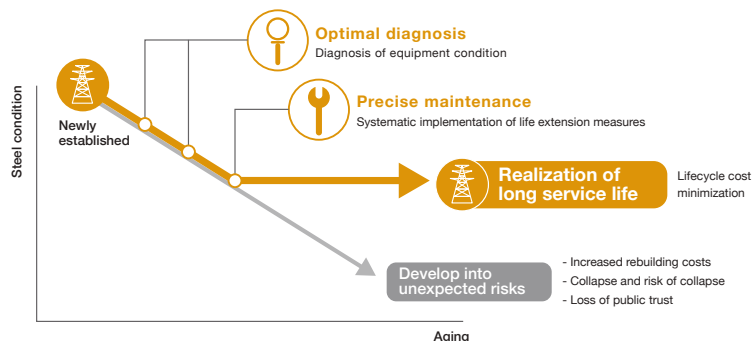 Optimal diagnosis
Diagnosis of equipment condition
Precise maintenance
Systematic implementation of life extension measures
Steel condition
Newly
established
Realization of
long service life
Lifecycle cost
minimization
Develop into
unexpected risks
- Increased rebuilding costs
- Collapse and risk of collapse
- Loss of public trust
Aging